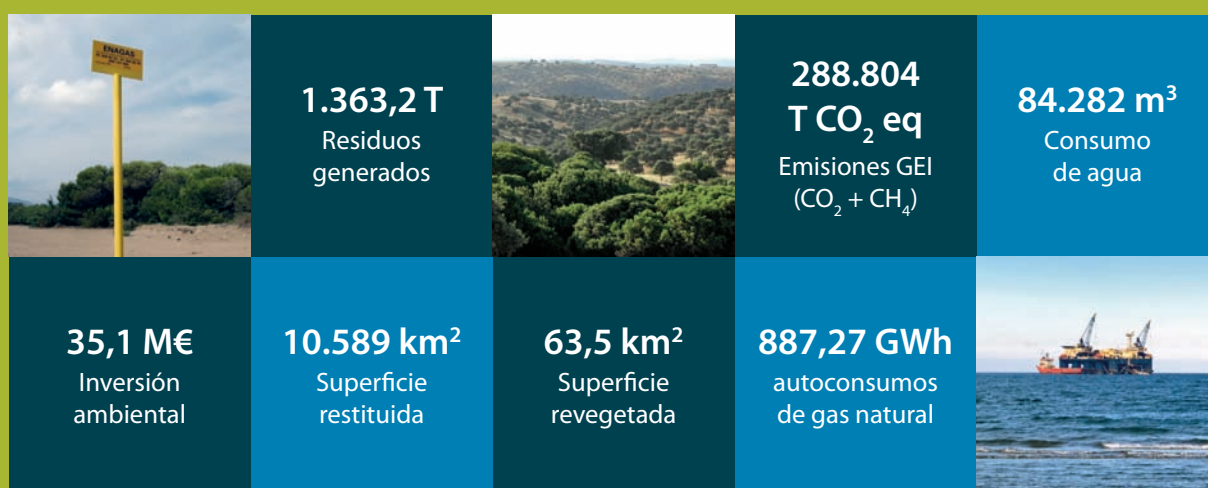 ENAGAS
1.363,2 T
Residuos
generados
288.804
T CO₂ eq
Emisiones GEI
(CO₂ + CH₄)
84.282 m³
Consumo
de agua
35,1 M€
Inversión
ambiental
10.589 km²
Superficie
restituida
63,5 km²
Superficie
revegetada
887,27 GWh
autoconsumos
de gas natural